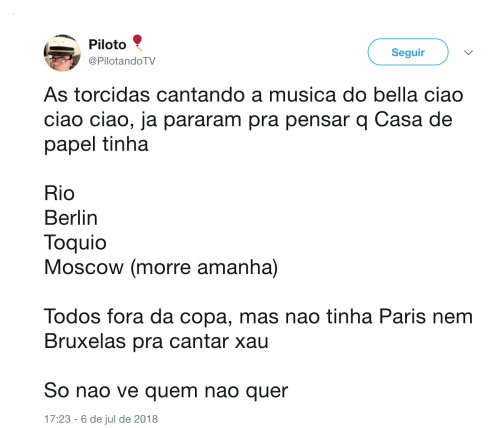 Piloto
@PilotandoTV
Seguir
As torcidas cantando a musica do bella ciao
ciao ciao, ja pararam pra pensar q Casa de
papel tinha
Rio
Berlin
Toquio
Moscow (morre amanha)
Todos fora da copa, mas nao tinha Paris nem
Bruxelas pra cantar xau
So nao ve quem nao quer
17:23 - 6 de jul de 2018